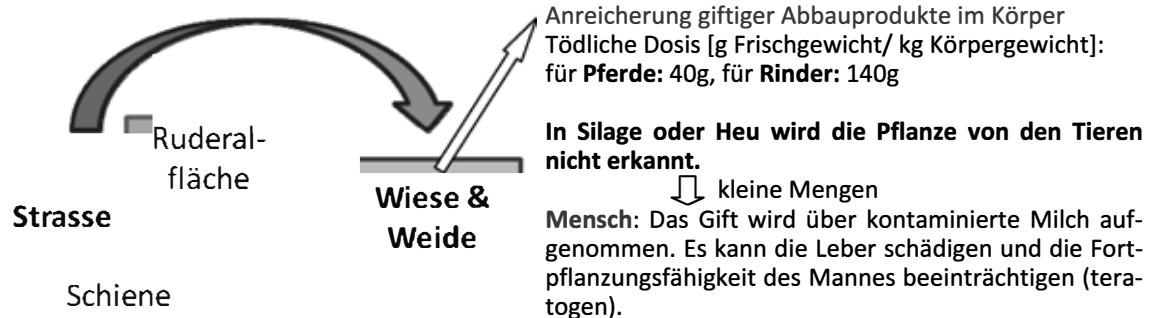 Anreicherung giftiger Abbauprodukte im Körper
Tödliche Dosis [g Frischgewicht/ kg Körpergewicht]:
für Pferde: 40g, für Rinder: 140g
In Silage oder Heu wird die Pflanze von den Tieren
nicht erkannt.
kleine Mengen
Mensch: Das Gift wird über kontaminierte Milch auf-
genommen. Es kann die Leber schädigen und die Fort-
pflanzungsfähigkeit des Mannes beeinträchtigen (tera-
togen).
Ruderal-
fläche
Wiese &
Weide
Strasse
Schiene